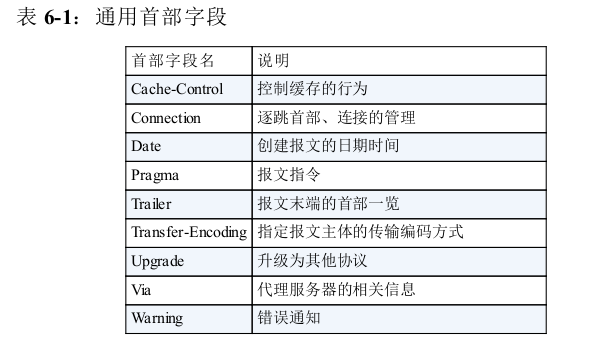 表 6-1：通用首部字段
首部字段名 说明
Cache-Control 控制缓存的行为
Connection 逐跳首部、连接的管理
Date 创建报文的日期时间
Pragma 报文指令
Trailer 报文末端的首部一览
Transfer-Encoding 指定报文主体的传输编码方式
Upgrade 升级为其他协议
Via 代理服务器的相关信息
Warning 错误通知